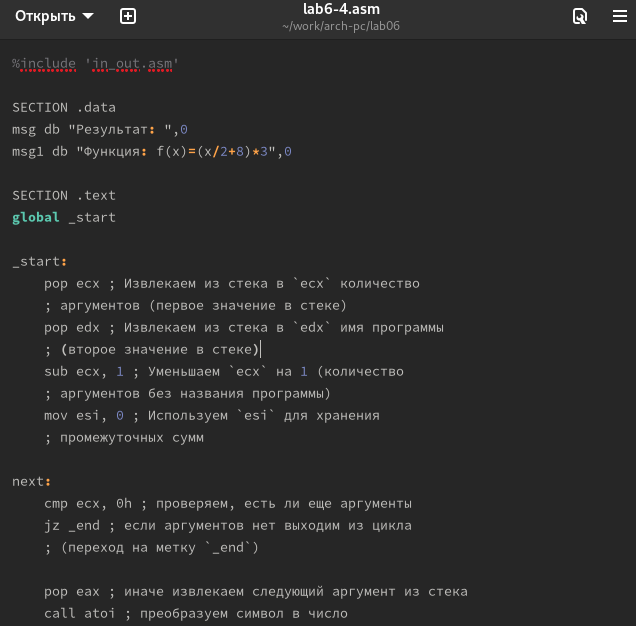 Открыть
lab6-4.asm
~/work/arch-pc/lab06
%include 'in_out.asm'
SECTION .data
msg db "Результат: ",0
msg1 db "Функция: f(x)=(x/2+8)*3",0
SECTION .text
global _start
_start:
pop ecx ; Извлекаем из стека в `ecx` количество
; аргументов (первое значение в стеке)
pop edx ; Извлекаем из стека в `edx` имя программы
; (второе значение в стеке)
sub ecx, 1 ; Уменьшаем `ecx` на 1 (количество
; аргументов без названия программы)
mov esi, 0 ; Используем `esi` для хранения
; промежуточных сумм
next:
cmp ecx, 0h ; проверяем, есть ли еще аргументы
jz _end ; если аргументов нет выходим из цикла
; (переход на метку `_end`)
pop eax ; иначе извлекаем следующий аргумент из стека
call atoi ; преобразуем символ в число